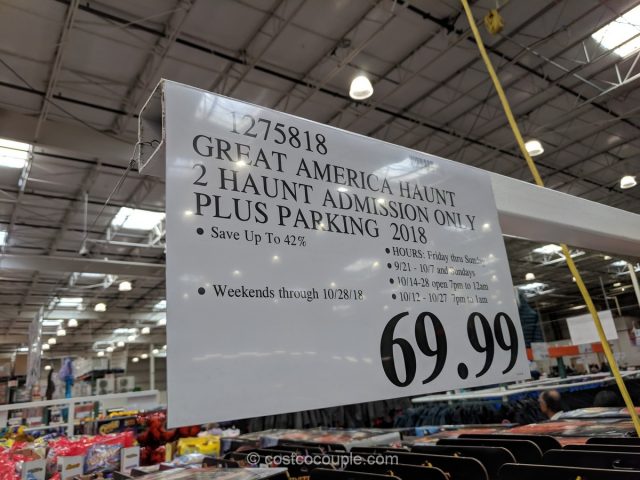 1275818
GREAT AMERICA HAUNT
2 HAUNT ADMISSION ONLY
PLUS PARKING 2018
• Save Up To 42%
• Weekends through 10/28/18
• HOURS: Friday thru
• 9/21 - 10/7 and Sundays
• 10/14-28 open 7pm to 12am
• 10/12 - 10/27 7pm to 1am
69.99
© costcocouple.com